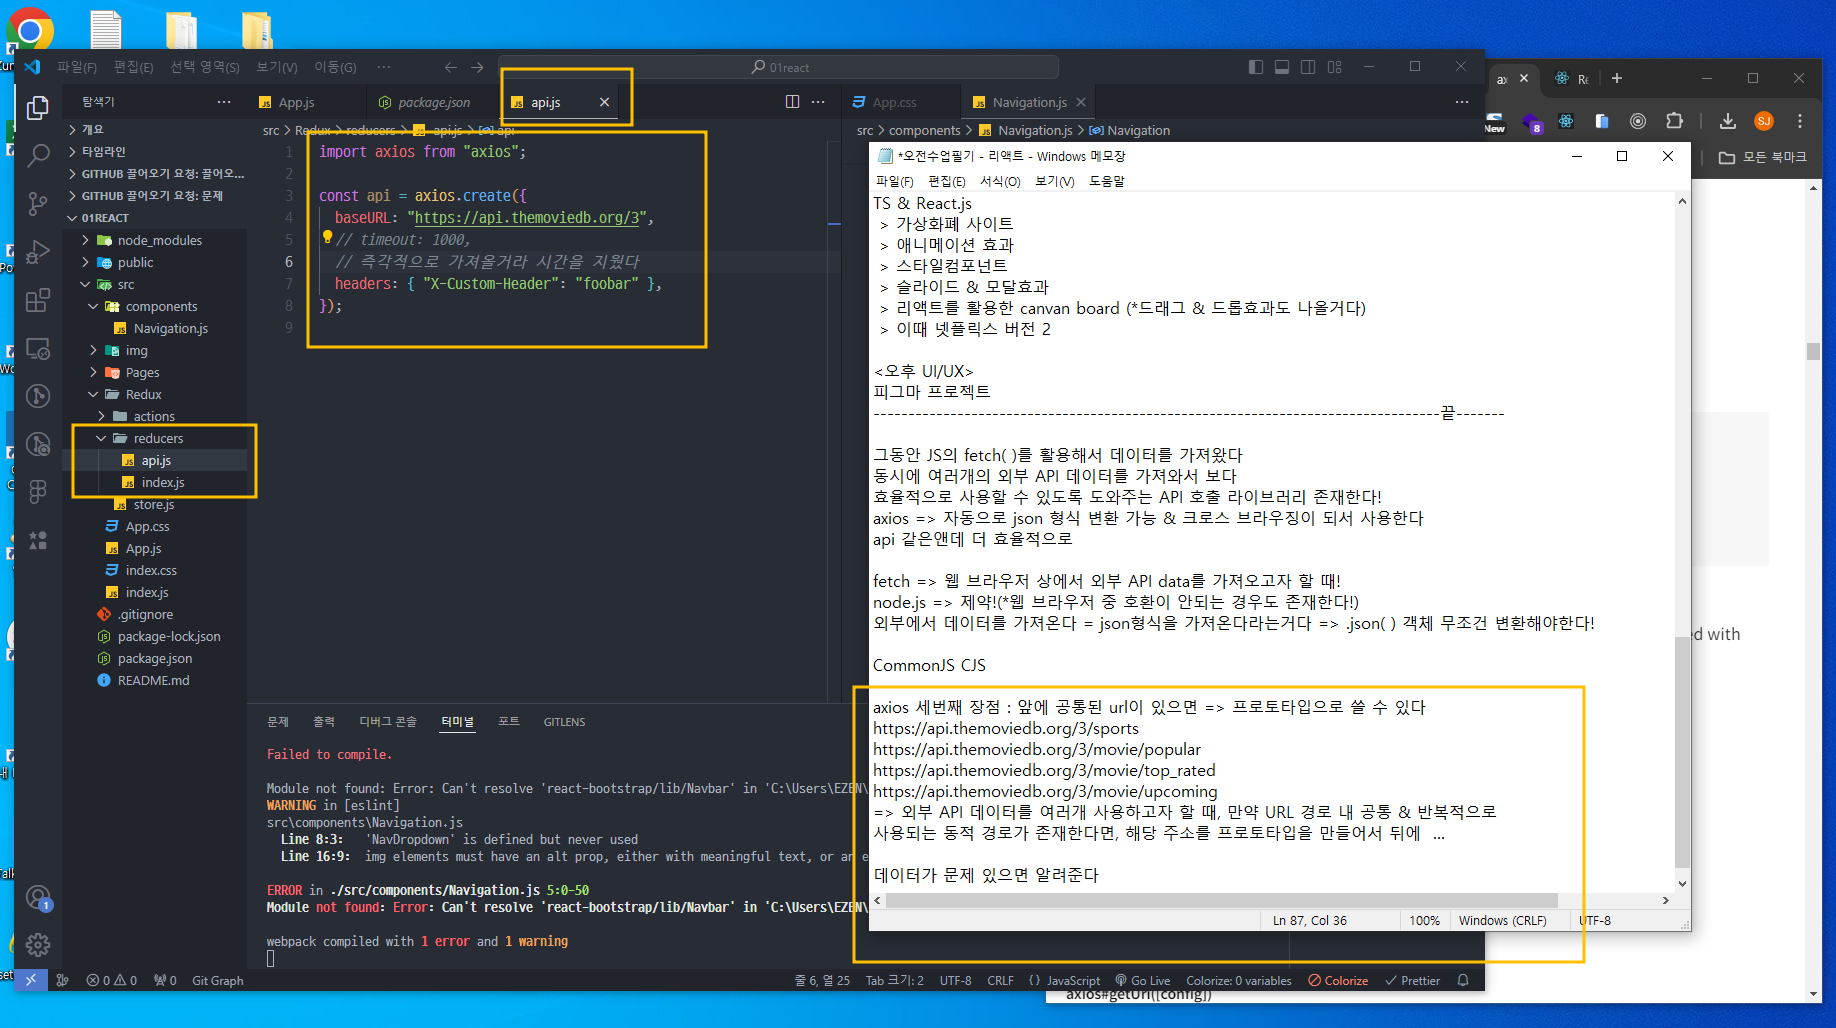 파일(F) 편집(E) 선택 영역(S) 보기(V) 이동(G) ···
01react
탐색기
개요
타임라인
GITHUB 끌어오기 요청: 끌어오...
GITHUB 끌어오기 요청: 문제
01REACT
node_modules
public
src
components
Navigation.js
img
Pages
Redux
actions
reducers
api.js
index.js
store.js
App.css
App.js
index.css
index.js
.gitignore
package-lock.json
package.json
README.md
App.js
package.json
api.js
App.css
Navigation.js
src > Redux > reducers > api.js > api
src > components > Navigation.js > Navigation
1 import axios from "axios";
2
3 const api = axios.create({
4 baseURL: "https://api.themoviedb.org/3",
5 // timeout: 1000,
6 // 즉각적으로 가져올거라 시간을 지웠다
7 headers: { "X-Custom-Header": "foobar" },
8 });
9
문제 출력 디버그 콘솔 터미널 포트 GITLENS
Failed to compile.
Module not found: Error: Can't resolve 'react-bootstrap/lib/Navbar' in 'C:\Users\EZEN\
WARNING in [eslint]
src\components\Navigation.js
Line 8:3: 'NavDropdown' is defined but never used
Line 16:9: img elements must have an alt prop, either with meaningful text, or an e
ERROR in ./src/components/Navigation.js 5:0-50
Module not found: Error: Can't resolve 'react-bootstrap/lib/Navbar' in 'C:\Users\EZEN\
webpack compiled with 1 error and 1 warning
0 0 0 Git Graph
줄 6, 열 25 Tab 크기: 2 UTF-8 CRLF {} JavaScript Go Live Colorize: 0 variables Colorize Prettier
*오전수업필기 - 리액트 - Windows 메모장
파일(F) 편집(E) 서식(O) 보기(V) 도움말
TS & React.js
> 가상화폐 사이트
> 애니메이션 효과
> 스타일컴포넌트
> 슬라이드 & 모달효과
> 리액트를 활용한 canvan board (*드래그 & 드롭효과도 나올거다)
> 이때 넷플릭스 버전 2
<오후 UI/UX>
피그마 프로젝트
---------------------------------------------------------------------------------끝-------
그동안 JS의 fetch( )를 활용해서 데이터를 가져왔다
동시에 여러개의 외부 API 데이터를 가져와서 보다
효율적으로 사용할 수 있도록 도와주는 API 호출 라이브러리 존재한다!
axios => 자동으로 json 형식 변환 가능 & 크로스 브라우징이 되서 사용한다
api 같은앤데 더 효율적으로
fetch => 웹 브라우저 상에서 외부 API data를 가져오고자 할 때!
node.js => 제약!(*웹 브라우저 중 호환이 안되는 경우도 존재한다!)
외부에서 데이터를 가져온다 = json형식을 가져온다라는거다 => .json( ) 객체 무조건 변환해야한다!
CommonJS CJS
axios 세번째 장점 : 앞에 공통된 url이 있으면 => 프로토타입으로 쓸 수 있다
https://api.themoviedb.org/3/sports
https://api.themoviedb.org/3/movie/popular
https://api.themoviedb.org/3/movie/top_rated
https://api.themoviedb.org/3/movie/upcoming
=> 외부 API 데이터를 여러개 사용하고자 할 때, 만약 URL 경로 내 공통 & 반복적으로
사용되는 동적 경로가 존재한다면, 해당 주소를 프로토타입을 만들어서 뒤에 ...
데이터가 문제 있으면 알려준다
Ln 87, Col 36 100% Windows (CRLF) UTF-8
New
8
SJ
모든 북마크
d with
axios#getUri([config])
1